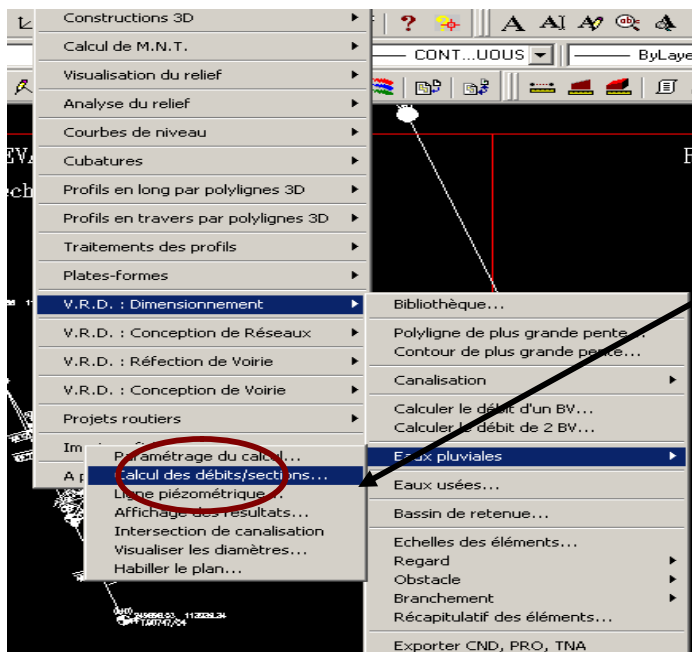 Constructions 3D
Calcul de M.N.T.
Visualisation du relief
Analyse du relief
Courbes de niveau
Cubatures
Profils en long par polylignes 3D
Profils en travers par polylignes 3D
Traitements des profils
Plates-formes
V.R.D. : Dimensionnement
V.R.D. : Conception de Réseaux
V.R.D. : Réfection de Voirie
V.R.D. : Conception de Voirie
Projets routiers
Im
A p
? A AI
CONT...UOUS ByLaye
EVA
ech
F
Bibliothèque...
Polyligne de plus grande pente...
Contour de plus grande pente...
Canalisation
Calculer le débit d'un BV...
Calculer le débit de 2 BV...
Eaux pluviales
Eaux usées...
Bassin de retenue...
Echelles des éléments...
Regard
Obstacle
Branchement
Récapitulatif des éléments...
Exporter CND, PRO, TNA
Paramétrage du calcul...
Calcul des débits/sections...
Ligne piézométrique...
Affichage des résultats...
Intersection de canalisation
Visualiser les diamètres...
Habiller le plan...